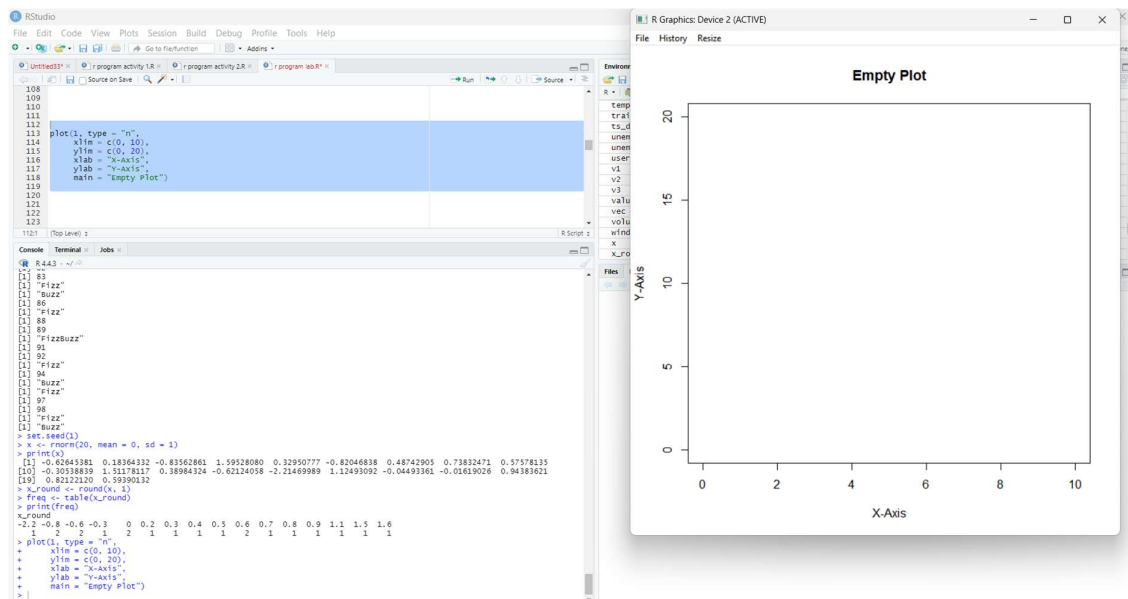 RStudio
File Edit Code View Plots Session Build Debug Profile Tools Help
Go to file/function Addins
Untitled33* r program activity 1.R r program activity 2.R r program lab.R*
Source on Save Run Source
108
109
110
111
112
113 plot(1, type = "n",
114 xlim = c(0, 10),
115 ylim = c(0, 20),
116 xlab = "X-Axis",
117 ylab = "Y-Axis",
118 main = "Empty Plot")
119
120
121
122
123
112:1 (Top Level) R Script
Console Terminal Jobs
R 4.4.3 · ~/
[1] 83
[1] "Fizz"
[1] "Buzz"
[1] 86
[1] "Fizz"
[1] 88
[1] 89
[1] "FizzBuzz"
[1] 91
[1] 92
[1] "Fizz"
[1] 94
[1] "Buzz"
[1] "Fizz"
[1] 97
[1] 98
[1] "Fizz"
[1] "Buzz"
> set.seed(1)
> x <- rnorm(20, mean = 0, sd = 1)
> print(x)
[1] -0.62645381 0.18364332 -0.83562861 1.59528080 0.32950777 -0.82046838 0.48742905 0.73832471 0.57578135
[10] -0.30538839 1.51178117 0.38984324 -0.62124058 -2.21469989 1.12493092 -0.04493361 -0.01619026 0.94383621
[19] 0.82122120 0.59390132
> x_round <- round(x, 1)
> freq <- table(x_round)
> print(freq)
x_round
-2.2 -0.8 -0.6 -0.3 0 0.2 0.3 0.4 0.5 0.6 0.7 0.8 0.9 1.1 1.5 1.6
1 2 2 1 2 1 1 1 1 2 1 1 1 1 1 1
> plot(1, type = "n",
+ xlim = c(0, 10),
+ ylim = c(0, 20),
+ xlab = "X-Axis",
+ ylab = "Y-Axis",
+ main = "Empty Plot")
>
Environ
R
temp
trai
ts_d
unem
unem
user
v1
v2
v3
valu
vec
volu
wind
x
x_ro
Files
R Graphics: Device 2 (ACTIVE)
File History Resize
Empty Plot
20
15
10
5
0
Y-Axis
0 2 4 6 8 10
X-Axis